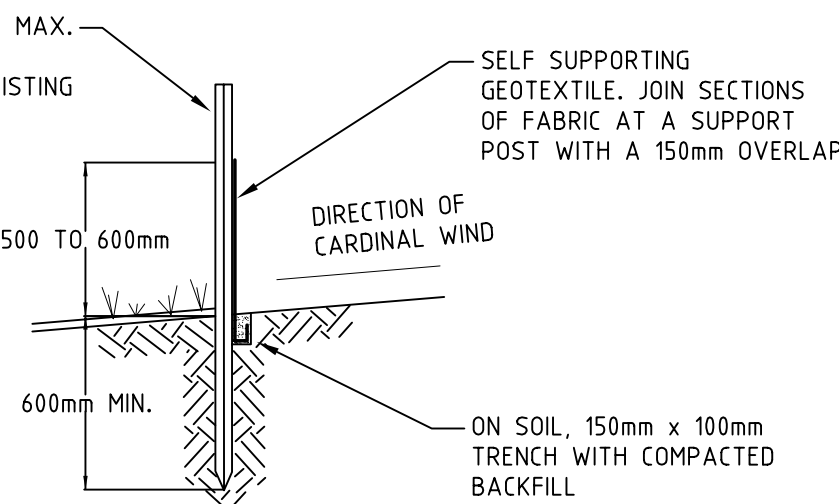 MAX.
ISTING
SELF SUPPORTING
GEOTEXTILE. JOIN SECTIONS
OF FABRIC AT A SUPPORT
POST WITH A 150mm OVERLAP
DIRECTION OF
CARDINAL WIND
500 TO 600mm
600mm MIN.
ON SOIL, 150mm x 100mm
TRENCH WITH COMPACTED
BACKFILL